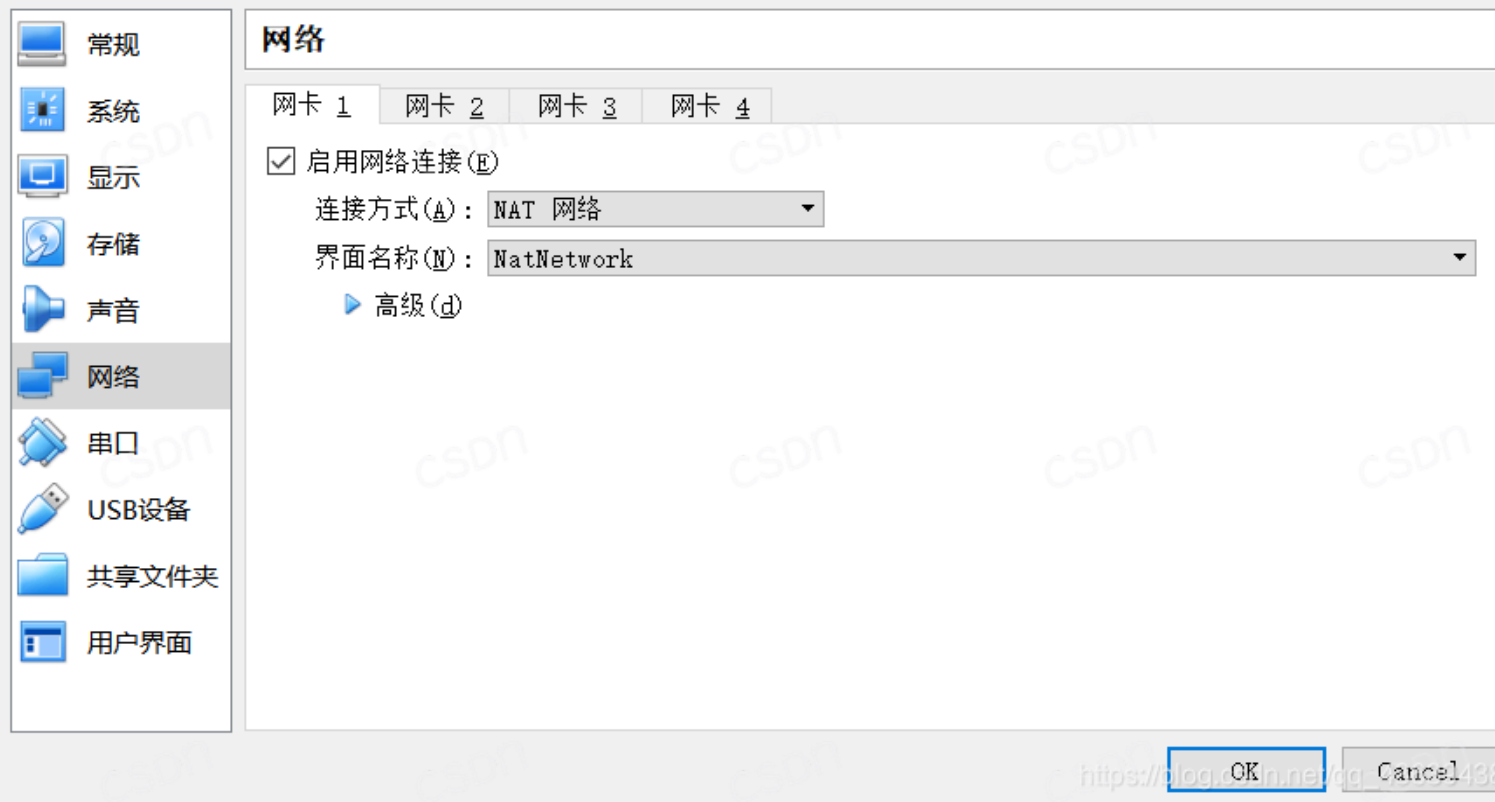 常规
系统
显示
存储
声音
网络
串口
USB设备
共享文件夹
用户界面
网络
网卡 1 网卡 2 网卡 3 网卡 4
启用网络连接(E)
连接方式(A): NAT 网络
界面名称(N): NatNetwork
高级(d)
OK Cancel
CSDN